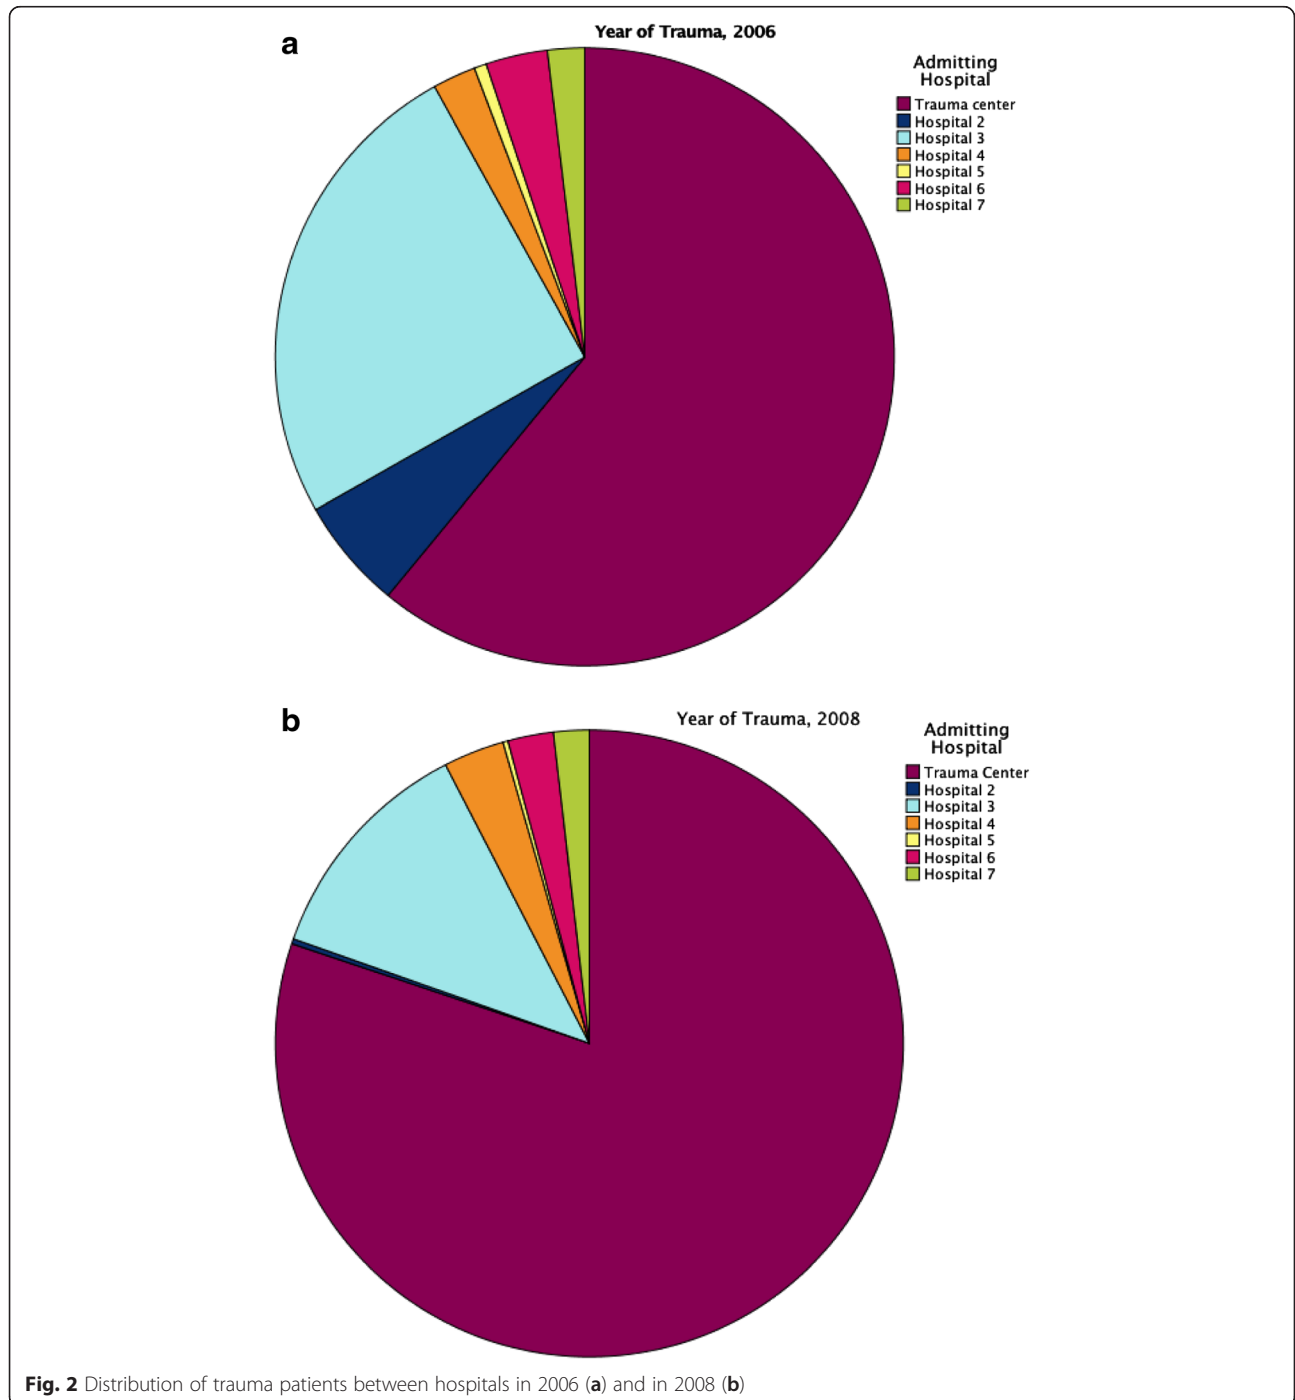 a
Year of Trauma, 2006
Admitting
Hospital
Trauma center
Hospital 2
Hospital 3
Hospital 4
Hospital 5
Hospital 6
Hospital 7
b
Year of Trauma, 2008
Admitting
Hospital
Trauma Center
Hospital 2
Hospital 3
Hospital 4
Hospital 5
Hospital 6
Hospital 7
Fig. 2 Distribution of trauma patients between hospitals in 2006 (a) and in 2008 (b)